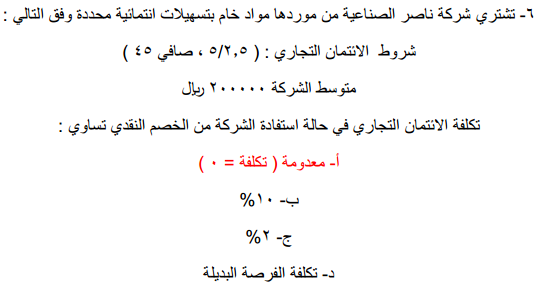 ٦- تشتري شركة ناصر الصناعية من موردها مواد خام بتسهيلات انتمائية محددة وفق التالي :
شروط الائتمان التجاري : ( ٥/٢,٥ ، صافي ٤٥ )
متوسط الشركة ٢٠٠٠٠٠ ريال
تكلفة الائتمان التجاري في حالة استفادة الشركة من الخصم النقدي تساوي :
أ- معدومة ( تكلفة = ٠ )
ب- ١٠%
ج- ٢%
د- تكلفة الفرصة البديلة